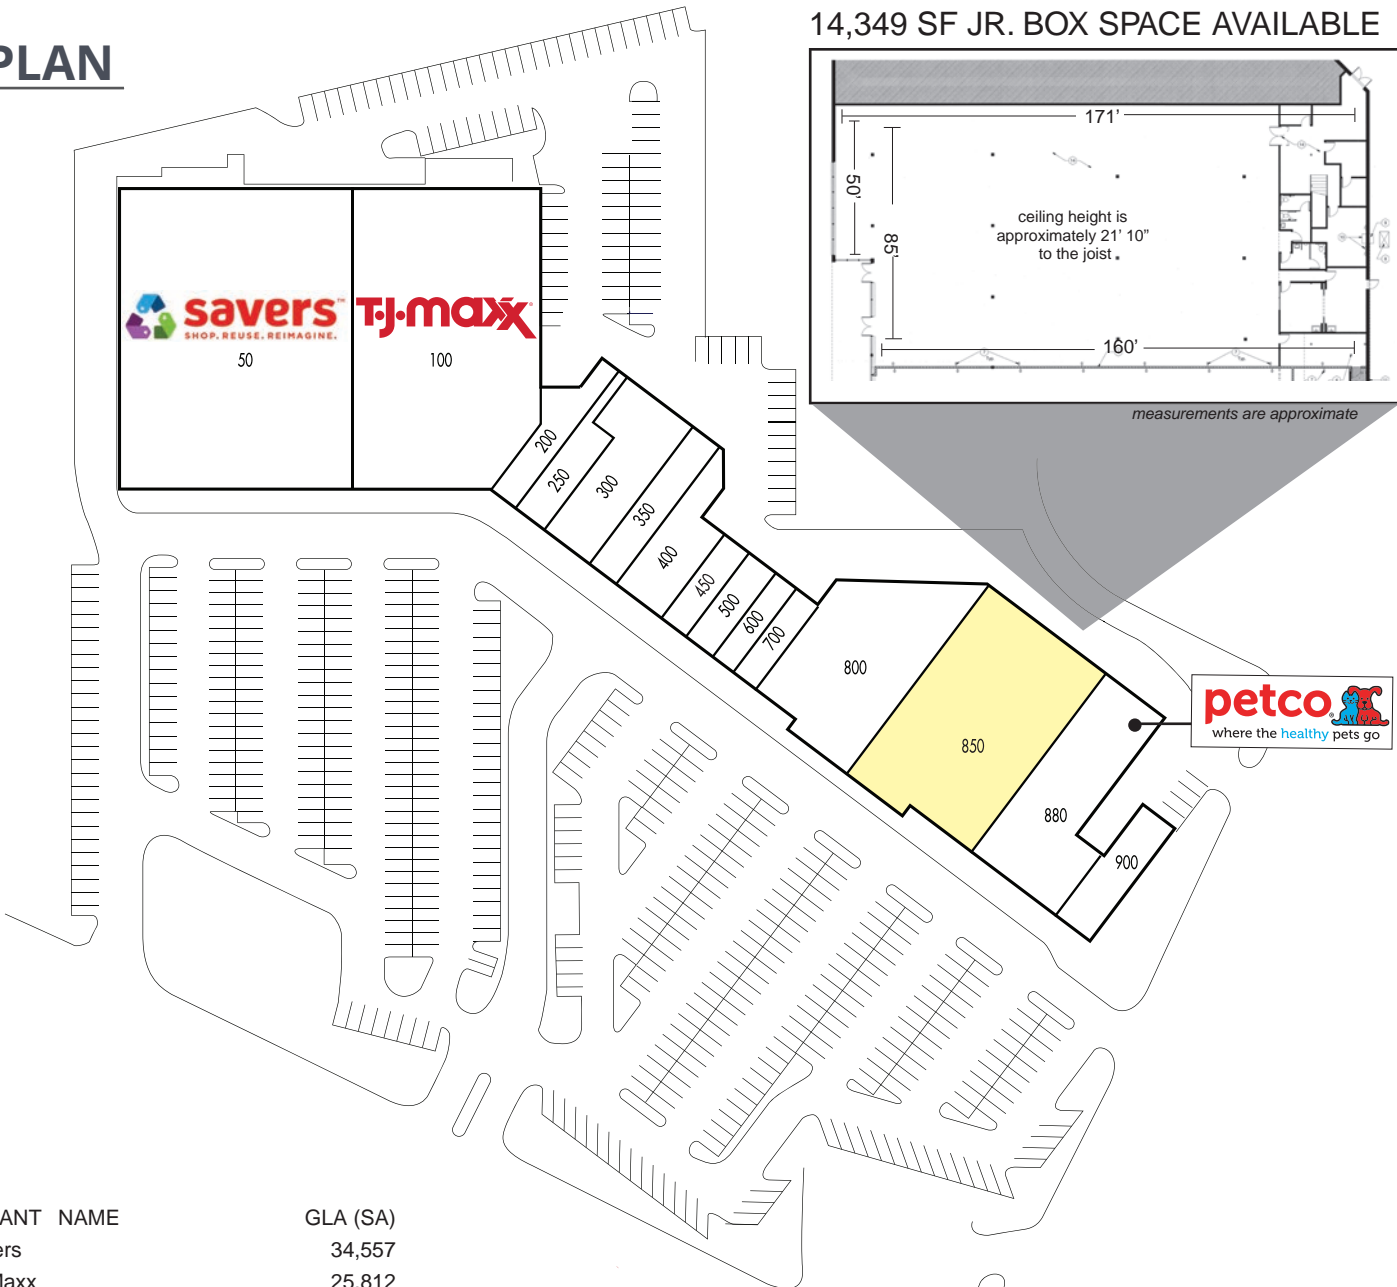 PLAN
14,349 SF JR. BOX SPACE AVAILABLE
171'
50'
85'
ceiling height is
approximately 21' 10"
to the joist
160'
measurements are approximate
savers™
SHOP. REUSE. REIMAGINE.
50
T·J·maxx
100
200
250
300
350
400
450
500
600
700
800
850
880
900
petco
where the healthy pets go
ANT NAME GLA (SA)
ers 34,557
Maxx 25,812